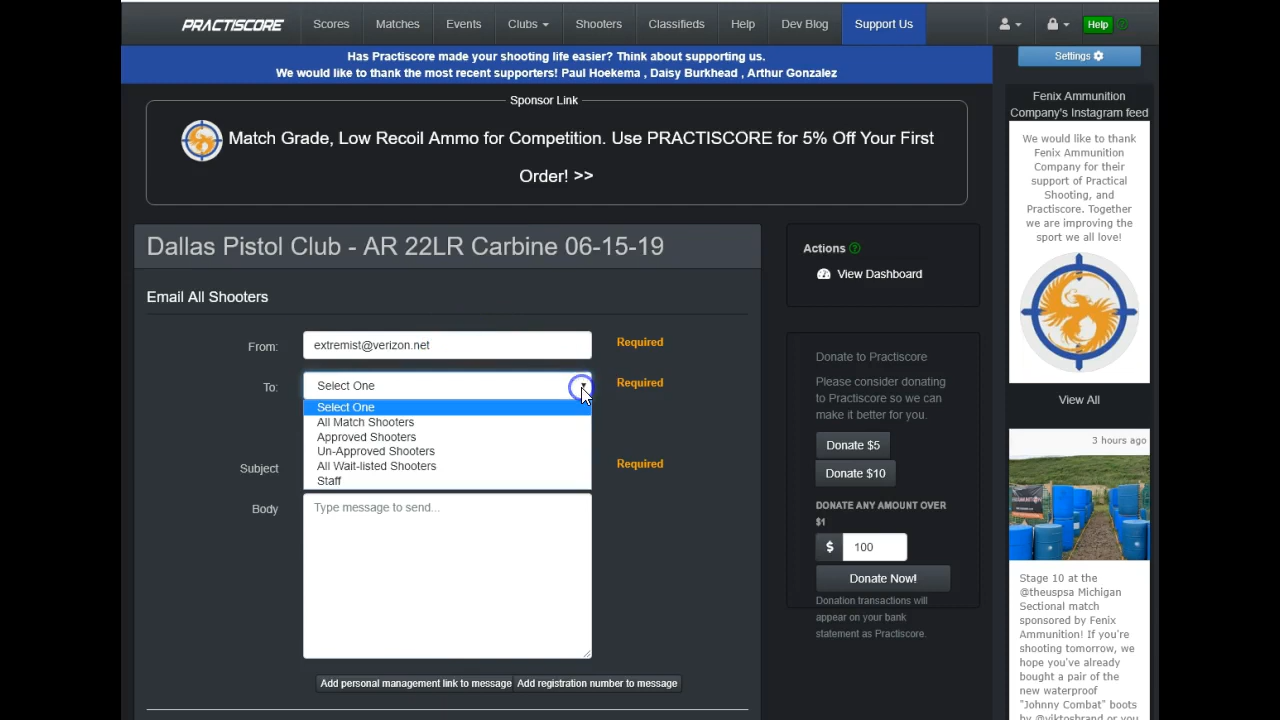 PRACTISCORE
Scores
Matches
Events
Clubs
Shooters
Classifieds
Help
Dev Blog
Support Us
Help
Has Practiscore made your shooting life easier? Think about supporting us.
We would like to thank the most recent supporters! Paul Hoekema , Daisy Burkhead , Arthur Gonzalez
Sponsor Link
Match Grade, Low Recoil Ammo for Competition. Use PRACTISCORE for 5% Off Your First
Order! >>
Dallas Pistol Club - AR 22LR Carbine 06-15-19
Email All Shooters
From:
extremist@verizon.net
Required
To:
Select One
Required
Select One
All Match Shooters
Approved Shooters
Un-Approved Shooters
All Wait-listed Shooters
Staff
Subject
Required
Body
Type message to send...
Add personal management link to message
Add registration number to message
Actions
View Dashboard
Donate to Practiscore
Please consider donating
to Practiscore so we can
make it better for you.
Donate $5
Donate $10
DONATE ANY AMOUNT OVER
$1
$ 100
Donate Now!
Donation transactions will
appear on your bank
statement as Practiscore.
Settings
Fenix Ammunition
Company's Instagram feed
We would like to thank
Fenix Ammunition
Company for their
support of Practical
Shooting, and
Practiscore. Together
we are improving the
sport we all love!
View All
3 hours ago
Stage 10 at the
@theuspsa Michigan
Sectional match
sponsored by Fenix
Ammunition! If you're
shooting tomorrow, we
hope you've already
bought a pair of the
new waterproof
"Johnny Combat" boots
by @viktosbrand or you